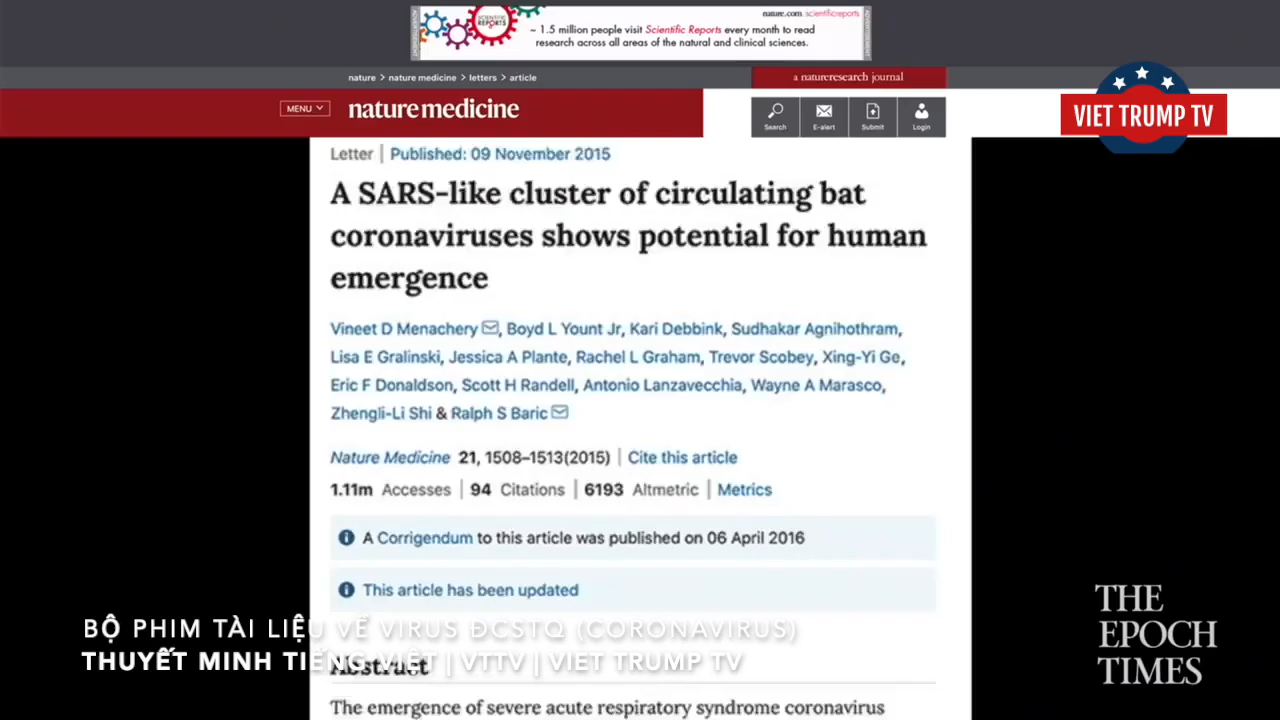 SCIENTIFIC REPORTS
nature.com scientificreports
~ 1.5 million people visit Scientific Reports every month to read
research across all areas of the natural and clinical sciences.
nature > nature medicine > letters > article
a natureresearch journal
MENU
nature medicine
Search
E-alert
Submit
Login
VIET TRUMP TV
Letter | Published: 09 November 2015
A SARS-like cluster of circulating bat
coronaviruses shows potential for human
emergence
Vineet D Menachery, Boyd L Yount Jr, Kari Debbink, Sudhakar Agnihothram,
Lisa E Gralinski, Jessica A Plante, Rachel L Graham, Trevor Scobey, Xing-Yi Ge,
Eric F Donaldson, Scott H Randell, Antonio Lanzavecchia, Wayne A Marasco,
Zhengli-Li Shi & Ralph S Baric
Nature Medicine 21, 1508–1513(2015) | Cite this article
1.11m Accesses | 94 Citations | 6193 Altmetric | Metrics
A Corrigendum to this article was published on 06 April 2016
This article has been updated
BỘ PHIM TÀI LIỆU VỀ VIRUS ĐCSTQ (CORONAVIRUS)
THUYẾT MINH TIẾNG VIỆT | VTTV | VIET TRUMP TV
Abstract
The emergence of severe acute respiratory syndrome coronavirus
THE
EPOCH
TIMES